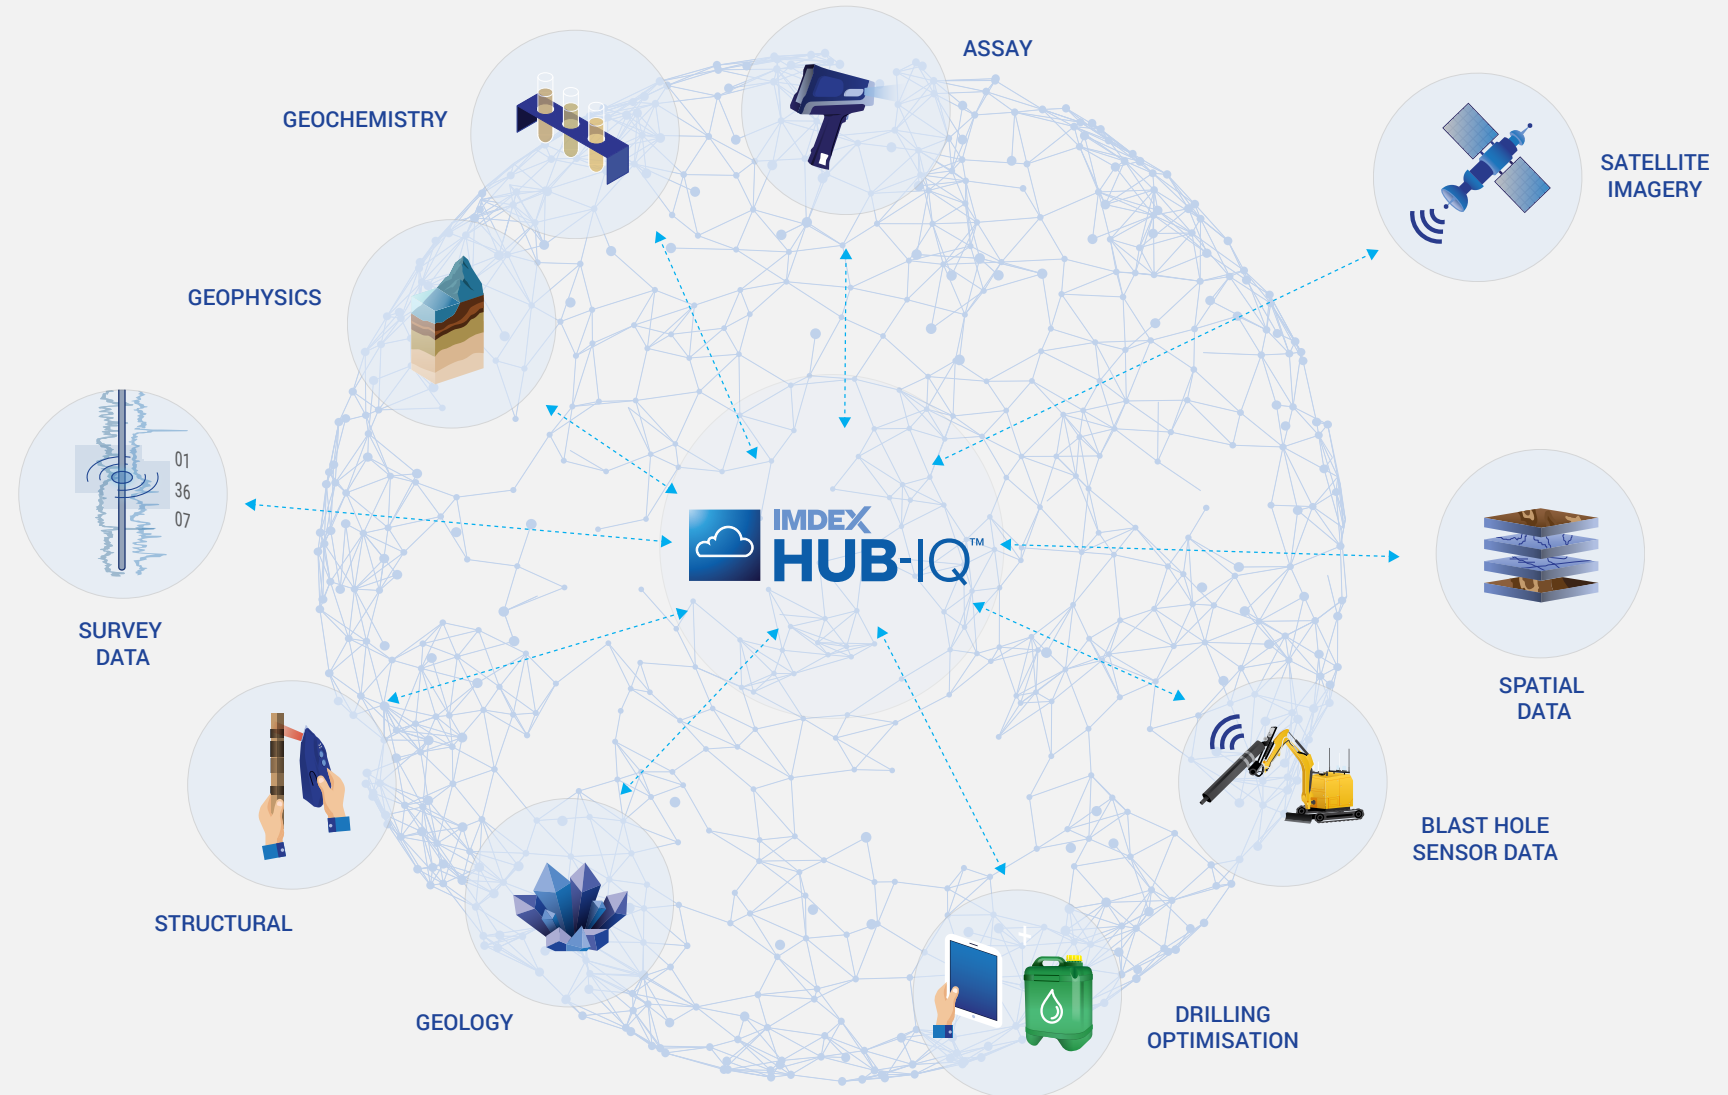 ASSAY
GEOCHEMISTRY
SATELLITE
IMAGERY
GEOPHYSICS
01
36
07
IMDEX
HUB-IQ™
SURVEY
DATA
SPATIAL
DATA
BLAST HOLE
SENSOR DATA
STRUCTURAL
GEOLOGY
DRILLING
OPTIMISATION